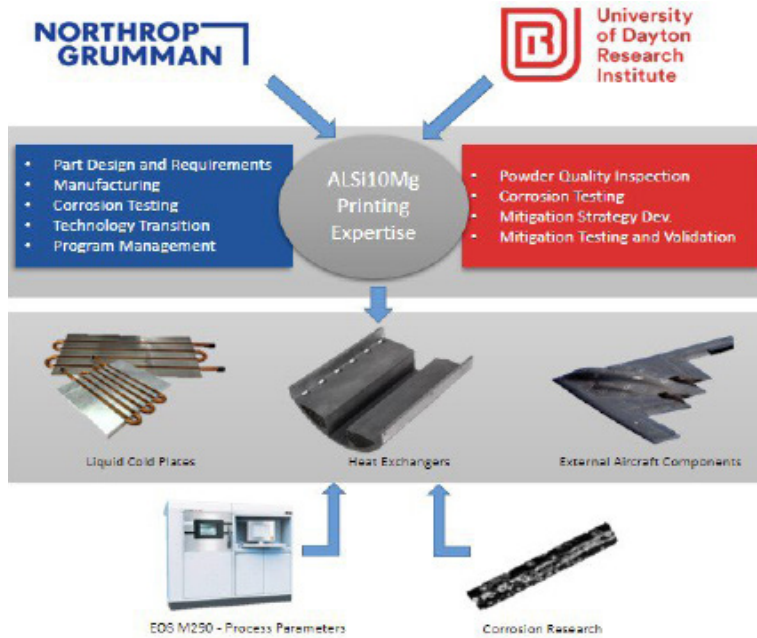 NORTHROP
GRUMMAN
University
of Dayton
Research
Institute
• Part Design and Requirements
• Manufacturing
• Corrosion Testing
• Technology Transition
• Program Management
ALSi10Mg
Printing
Expertise
• Powder Quality Inspection
• Corrosion Testing
• Mitigation Strategy Dev.
• Mitigation Testing and Validation
Liquid Cold Plates
Heat Exchangers
External Aircraft Components
EOS M290 - Process Parameters
Corrosion Research